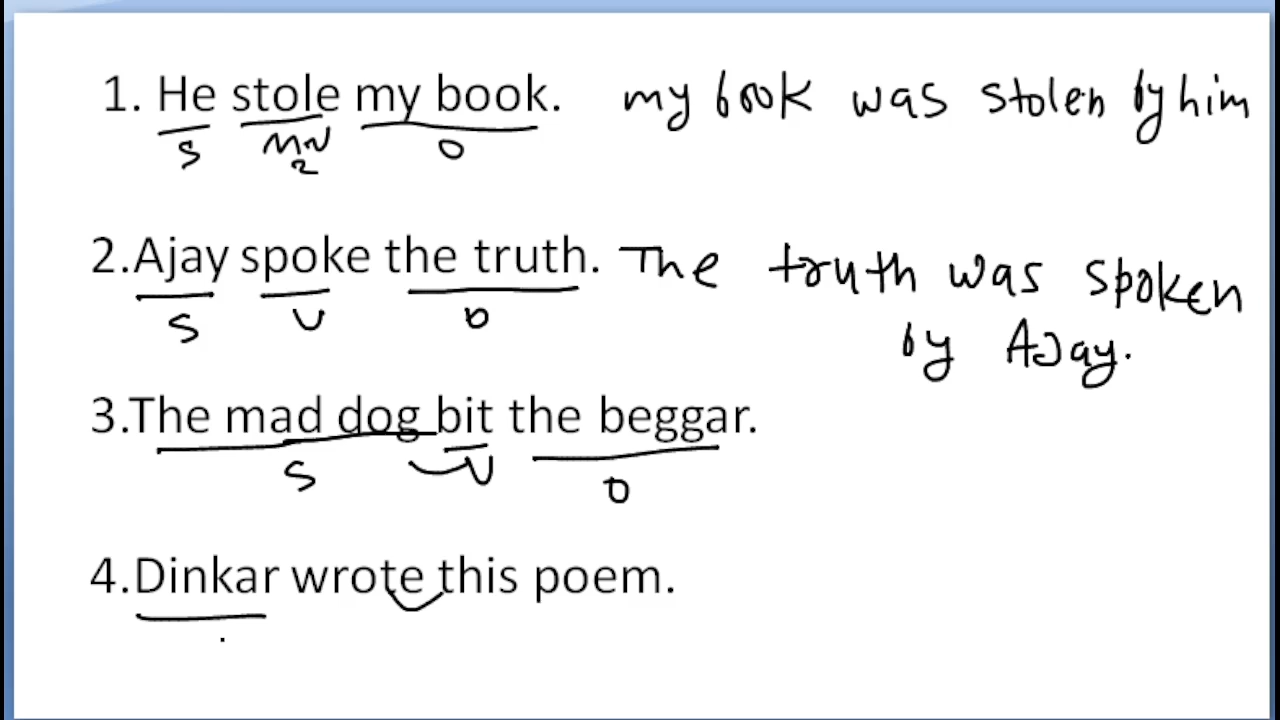 1. He stole my book. my book was stolen by him
S MV O
2
2.Ajay spoke the truth. The truth was spoken
S V O by AJay.
3.The mad dog bit the beggar.
S V O
4.Dinkar wrote this poem.